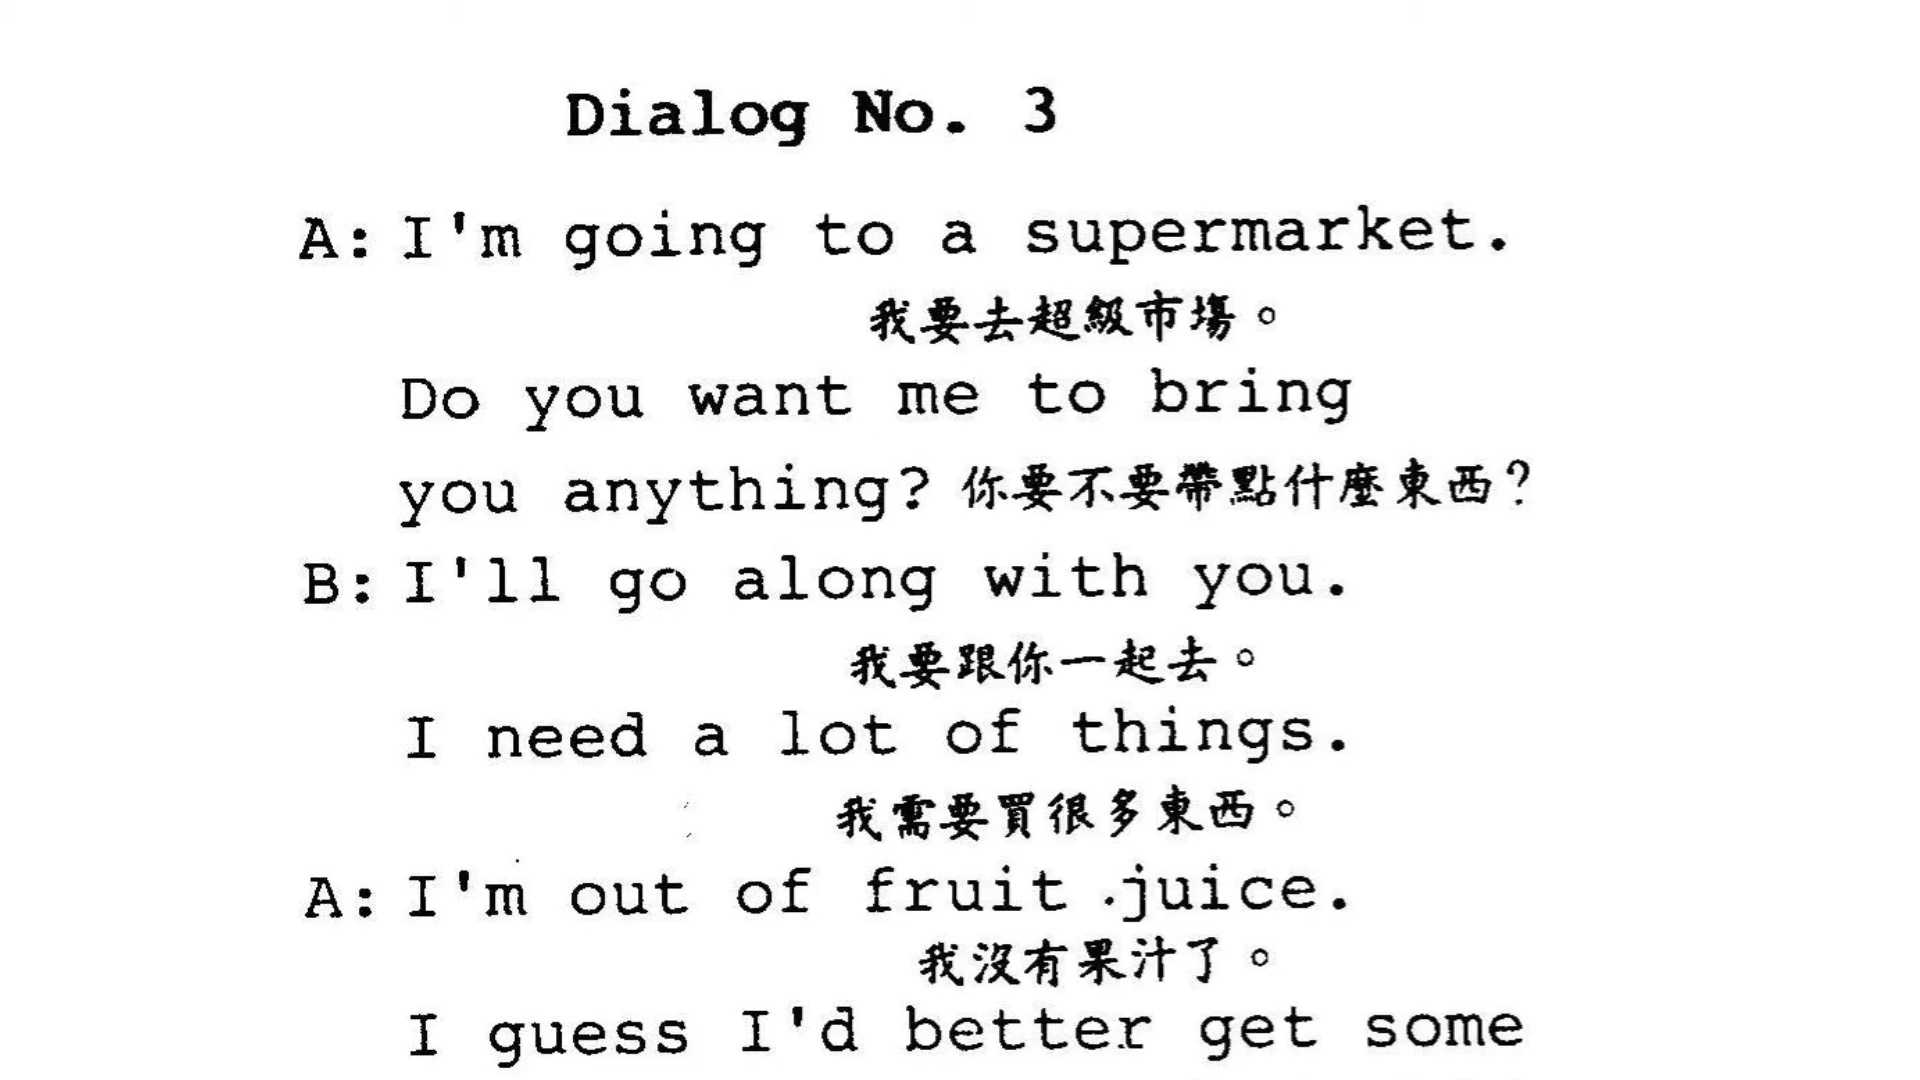 Dialog No. 3
A: I'm going to a supermarket.
我要去超級市場。
Do you want me to bring
you anything? 你要不要帶點什麼東西?
B: I'll go along with you.
我要跟你一起去。
I need a lot of things.
我需要買很多東西。
A: I'm out of fruit juice.
我沒有果汁了。
I guess I'd better get some